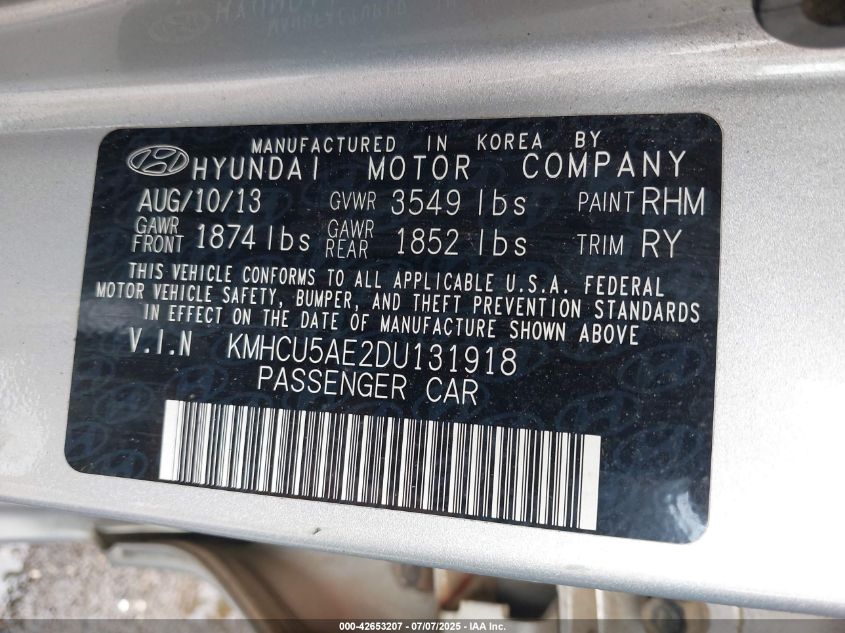 MANUFACTURED IN KOREA BY
HYUNDAI MOTOR COMPANY
AUG/10/13 GVWR 3549 lbs PAINT RHM
GAWR FRONT 1874 lbs GAWR REAR 1852 lbs TRIM RY
THIS VEHICLE CONFORMS TO ALL APPLICABLE U.S.A. FEDERAL
MOTOR VEHICLE SAFETY, BUMPER, AND THEFT PREVENTION STANDARDS
IN EFFECT ON THE DATE OF MANUFACTURE SHOWN ABOVE
V.I.N KMHCU5AE2DU131918
PASSENGER CAR
000-42653207 - 07/07/2025 - IAA Inc.